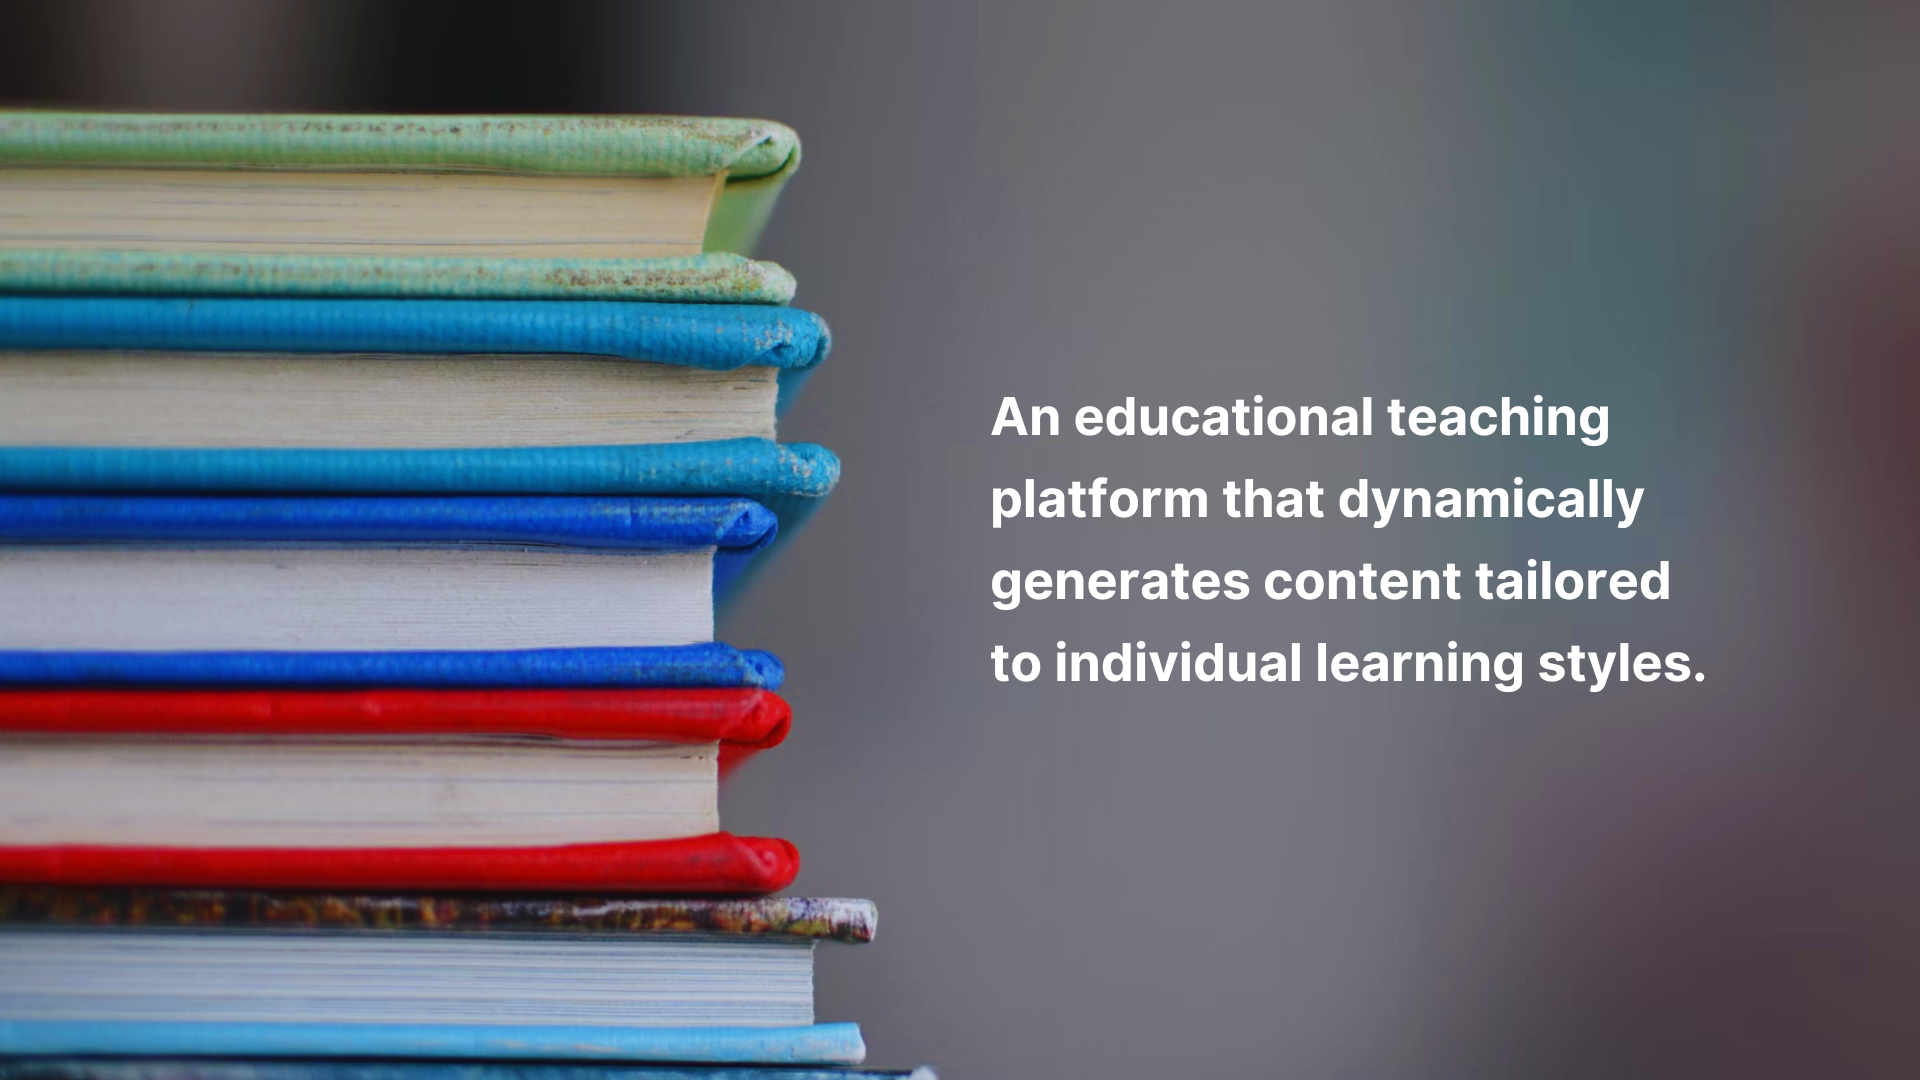 An educational teaching
platform that dynamically
generates content tailored
to individual learning styles.